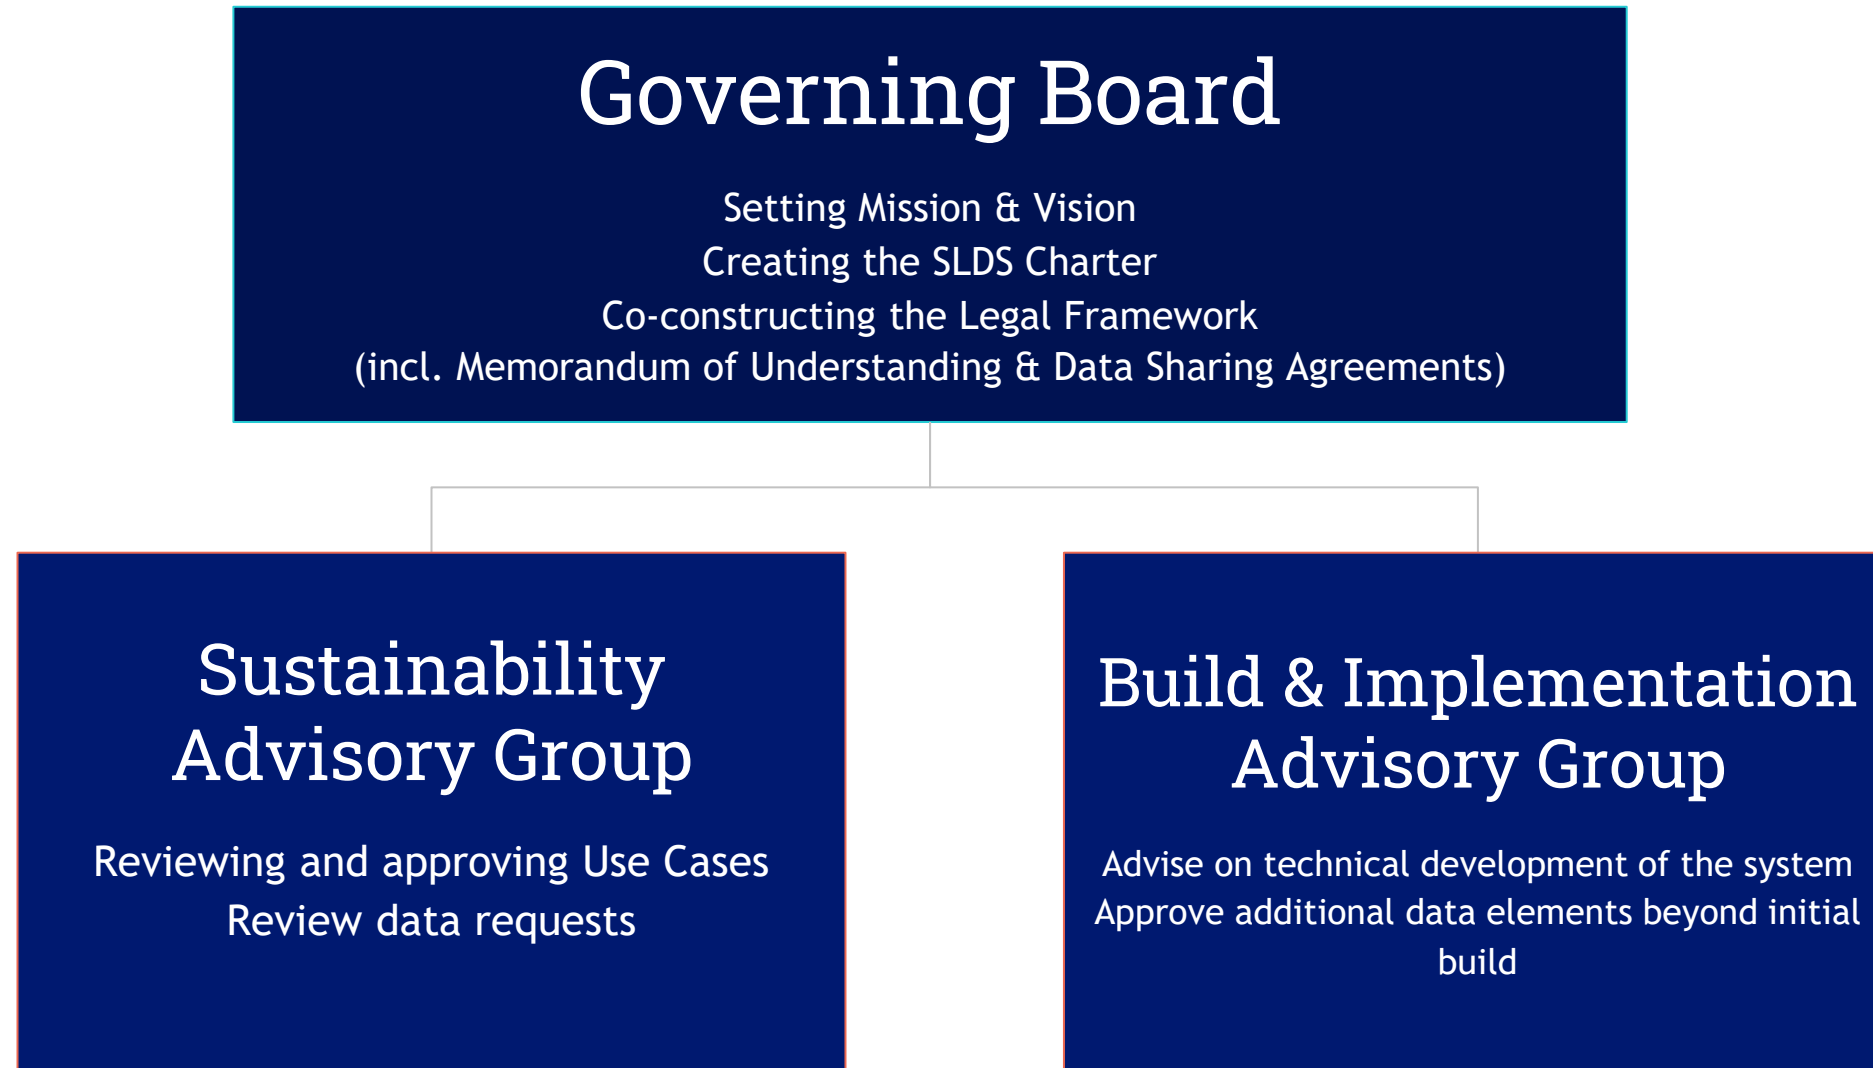 Governing Board
Setting Mission & Vision
Creating the SLDS Charter
Co-constructing the Legal Framework
(incl. Memorandum of Understanding & Data Sharing Agreements)
Sustainability
Advisory Group
Reviewing and approving Use Cases
Review data requests
Build & Implementation
Advisory Group
Advise on technical development of the system
Approve additional data elements beyond initial
build